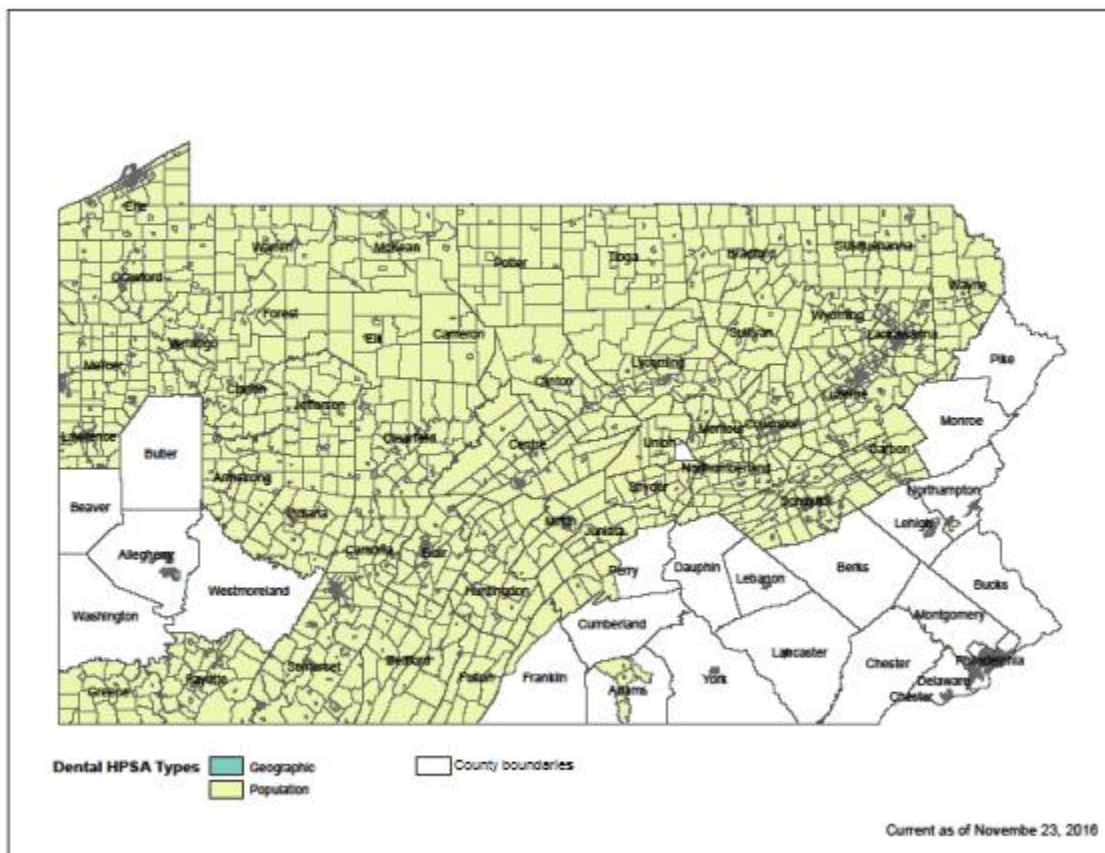 Erie
Warren
McKean
Susquehanna
Bradford
Tioga
Potter
Crawford
Wayne
Forest
Wyoming
Lackawanna
Sullivan
Cameron
Elk
Venango
Pike
Mercer
Lycoming
Clinton
Luzerne
Clarion
Jefferson
Monroe
Columbia
Montour
Clearfield
Lawrence
Centre
Union
Carbon
Butler
Northumberland
Armstrong
Snyder
Northampton
Beaver
Schuylkill
Indiana
Mifflin
Lehigh
Juniata
Cambria
Blair
Allegheny
Perry
Dauphin
Berks
Lebanon
Bucks
Westmoreland
Huntingdon
Washington
Montgomery
Cumberland
Lancaster
Philadelphia
Somerset
Bedford
Chester
Fayette
Fulton
Franklin
York
Delaware
Greene
Adams
Chester
Dental HPSA Types
Geographic
County boundaries
Population
Current as of Novembe 23, 2016